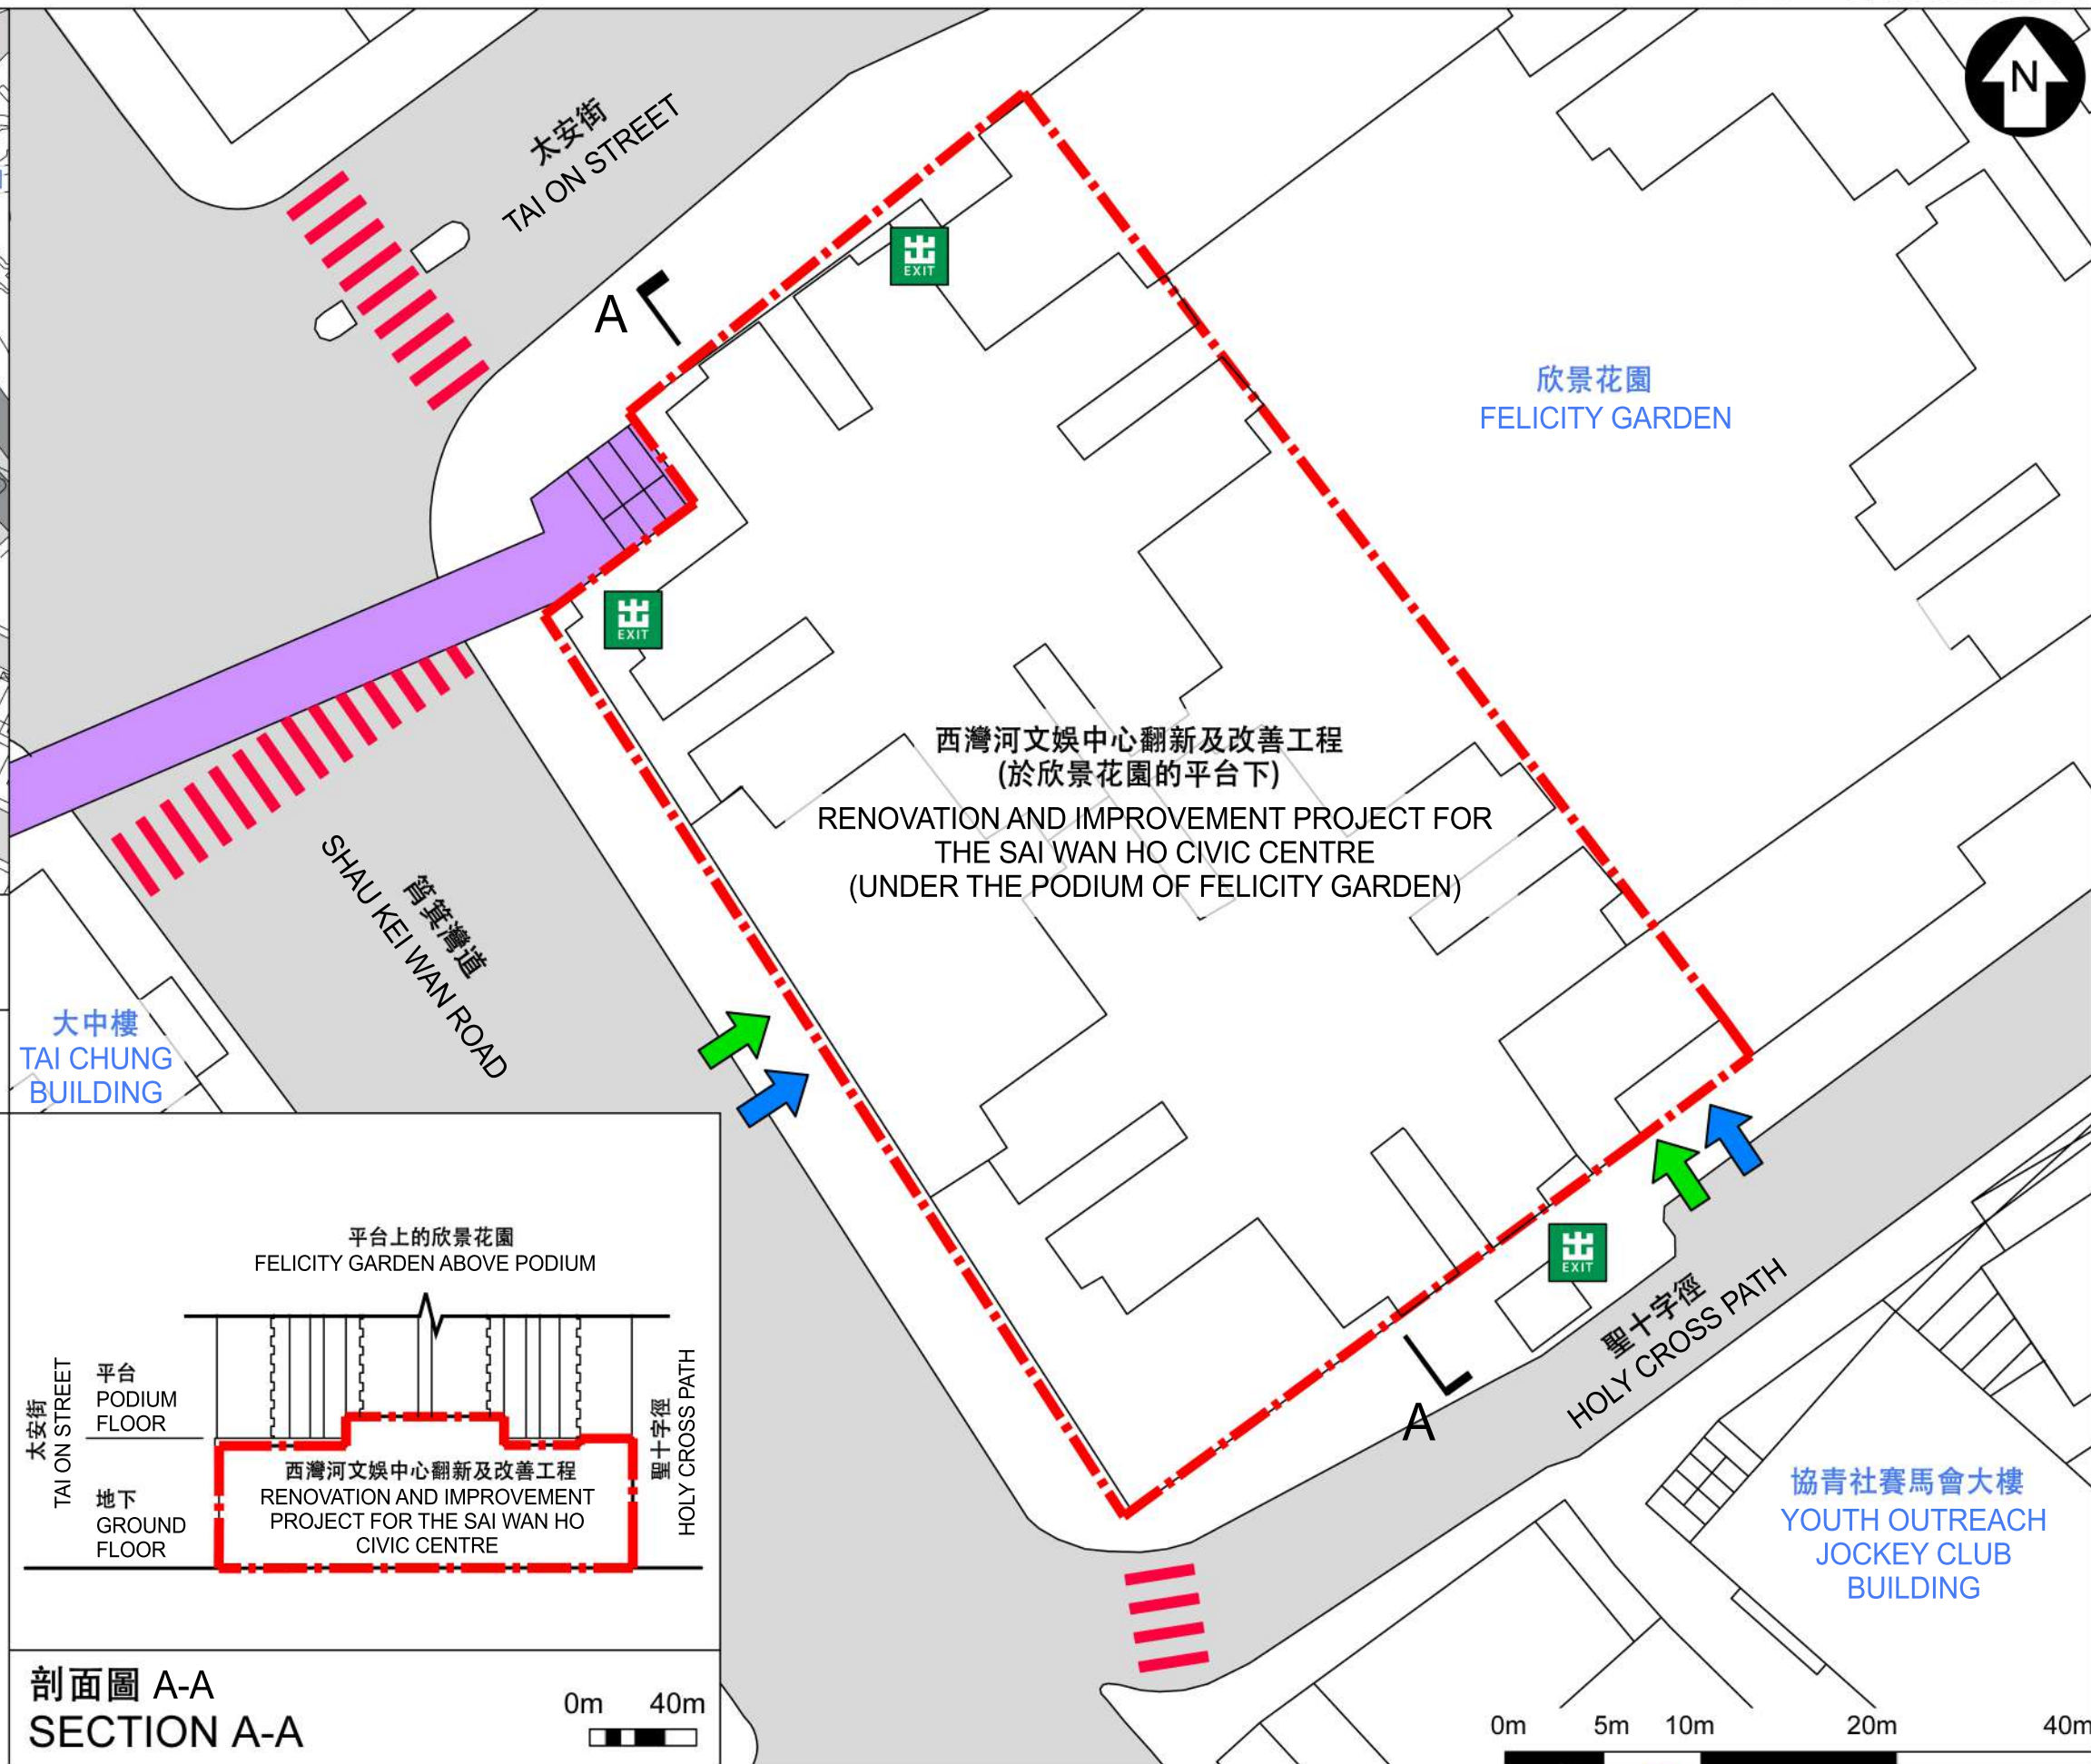 N
太安街
TAI ON STREET
出
EXIT
A
欣景花園
FELICITY GARDEN
出
EXIT
西灣河文娛中心翻新及改善工程
(於欣景花園的平台下)
RENOVATION AND IMPROVEMENT PROJECT FOR
THE SAI WAN HO CIVIC CENTRE
(UNDER THE PODIUM OF FELICITY GARDEN)
筲箕灣道
SHAU KEI WAN ROAD
大中樓
TAI CHUNG
BUILDING
出
EXIT
聖十字徑
HOLY CROSS PATH
A
協青社賽馬會大樓
YOUTH OUTREACH
JOCKEY CLUB
BUILDING
平台上的欣景花園
FELICITY GARDEN ABOVE PODIUM
太安街
TAI ON STREET
平台
PODIUM
FLOOR
地下
GROUND
FLOOR
西灣河文娛中心翻新及改善工程
RENOVATION AND IMPROVEMENT
PROJECT FOR THE SAI WAN HO
CIVIC CENTRE
聖十字徑
HOLY CROSS PATH
剖面圖 A-A
SECTION A-A
0m 40m
0m 5m 10m 20m 40m